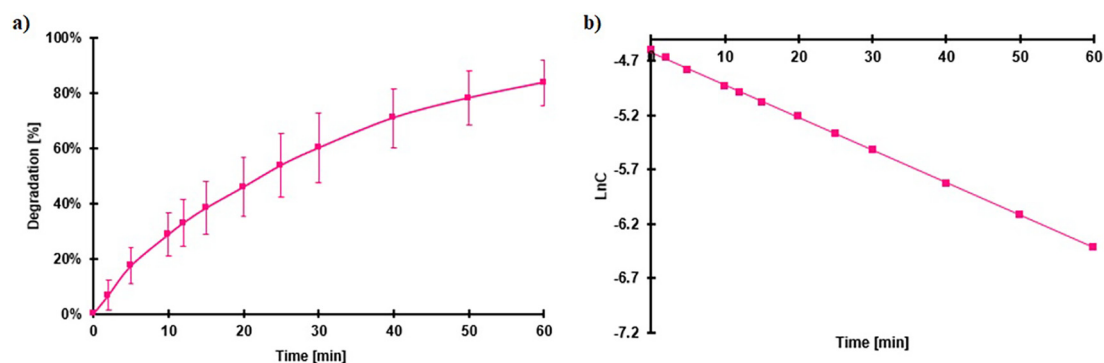 a)
100%
80%
60%
40%
20%
0%
Degradation [%]
0 10 20 30 40 50 60
Time [min]
b)
10 20 30 40 50 60
-4.7
-5.2
-5.7
-6.2
-6.7
-7.2
LnC
Time [min]